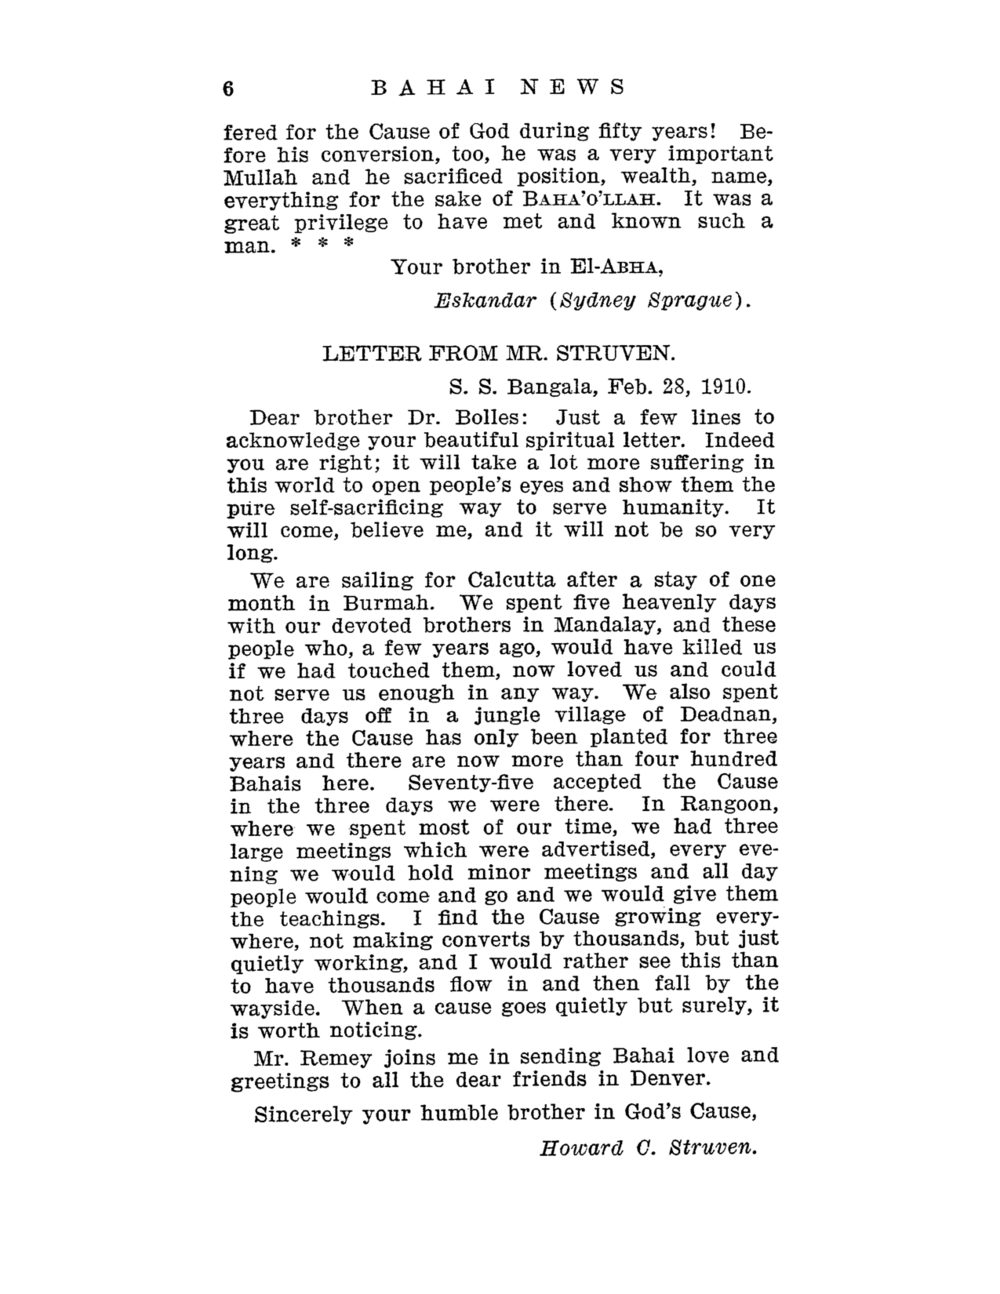 6 BAHAI NEWS
fered for the Cause of God during fifty years! Be-
fore his conversion, too, he was a very important
Mullah and he sacrificed position, wealth, name,
everything for the sake of BAHA'O'LLAH. It was a
great privilege to have met and known such a
man. * * *
Your brother in El-ABHA,
Eskandar (Sydney Sprague).
LETTER FROM MR. STRUVEN.
S. S. Bangala, Feb. 28, 1910.
Dear brother Dr. Bolles: Just a few lines to
acknowledge your beautiful spiritual letter. Indeed
you are right; it will take a lot more suffering in
this world to open people's eyes and show them the
pure self-sacrificing way to serve humanity. It
will come, believe me, and it will not be so very
long.
We are sailing for Calcutta after a stay of one
month in Burmah. We spent five heavenly days
with our devoted brothers in Mandalay, and these
people who, a few years ago, would have killed us
if we had touched them, now loved us and could
not serve us enough in any way. We also spent
three days off in a jungle village of Deadnan,
where the Cause has only been planted for three
years and there are now more than four hundred
Bahais here. Seventy-five accepted the Cause
in the three days we were there. In Rangoon,
where we spent most of our time, we had three
large meetings which were advertised, every eve-
ning we would hold minor meetings and all day
people would come and go and we would give them
the teachings. I find the Cause growing every-
where, not making converts by thousands, but just
quietly working, and I would rather see this than
to have thousands flow in and then fall by the
wayside. When a cause goes quietly but surely, it
is worth noticing.
Mr. Remey joins me in sending Bahai love and
greetings to all the dear friends in Denver.
Sincerely your humble brother in God's Cause,
Howard C. Struven.